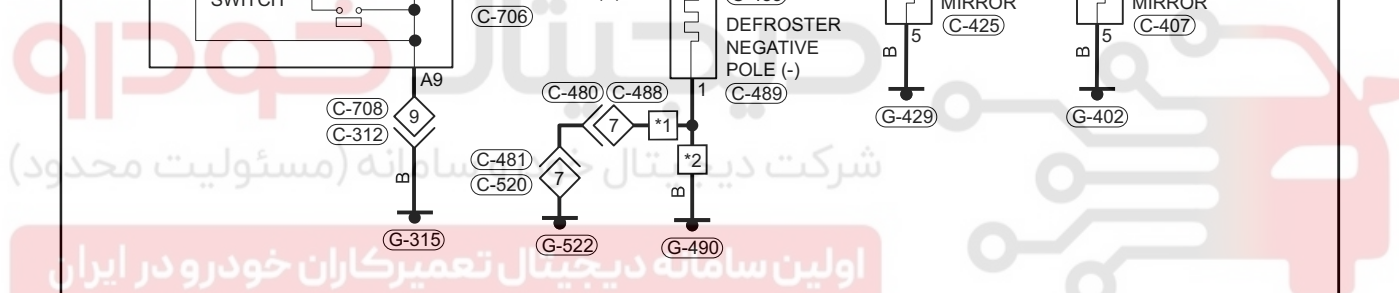 SWITCH
C-706
DEFROSTER
NEGATIVE
POLE (-)
C-489
1
MIRROR
C-425
5
B
G-429
MIRROR
C-407
5
B
G-402
A9
C-708
C-312
9
B
G-315
C-480
C-488
7
*1
*2
C-481
C-520
7
B
G-522
G-490
دیجیتال خودرو
شرکت دیجیتال خودرو سامانه (مسئولیت محدود)
اولین سامانه دیجیتال تعمیرکاران خودرو در ایران